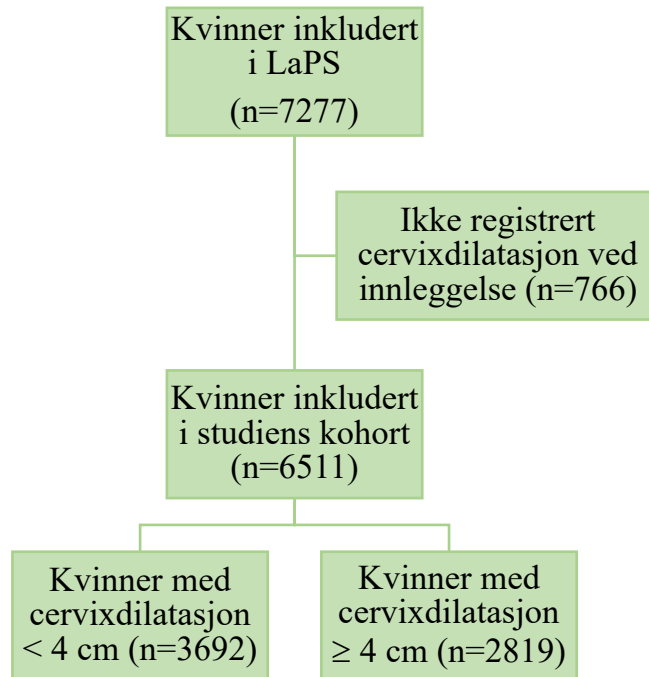 Kvinner inkludert
i LaPS
(n=7277)
Ikke registrert
cervixdilatasjon ved
innleggelse (n=766)
Kvinner inkludert
i studiens kohort
(n=6511)
Kvinner med
cervixdilatasjon
< 4 cm (n=3692)
Kvinner med
cervixdilatasjon
≥ 4 cm (n=2819)